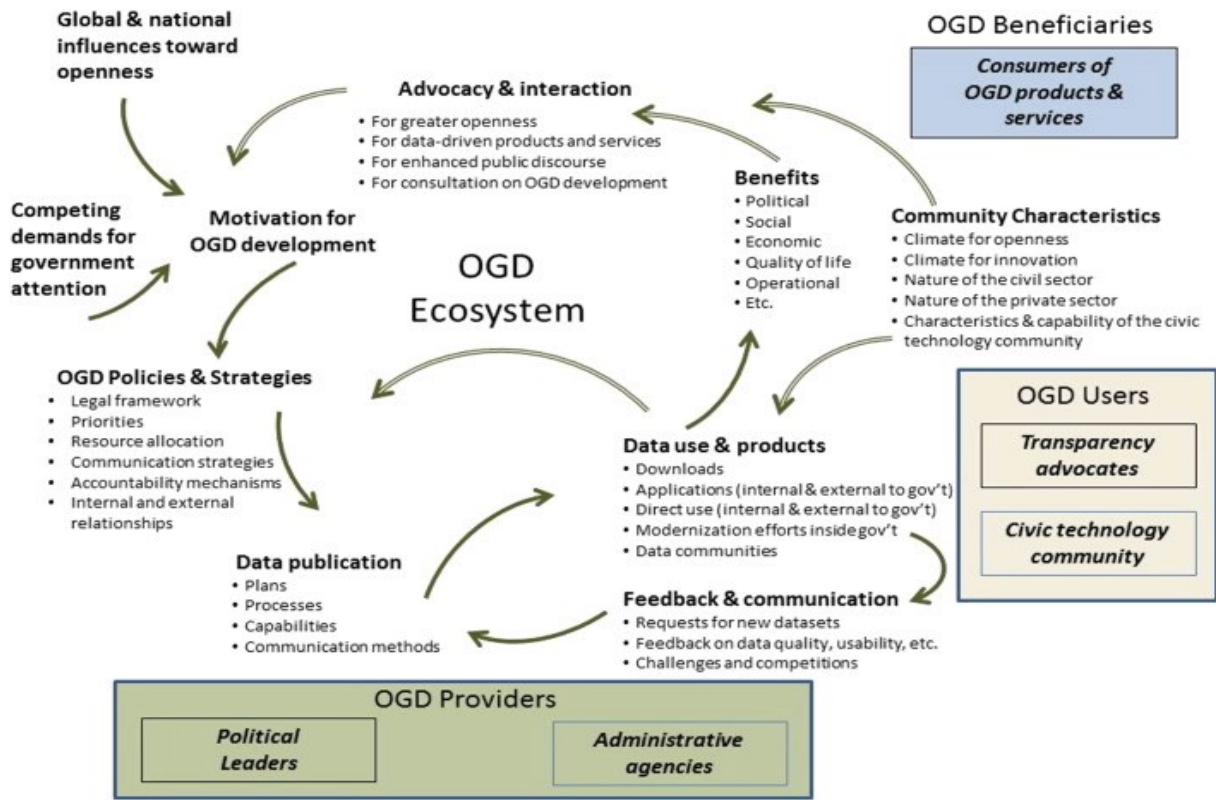 Global & national
influences toward
openness
OGD Beneficiaries
Consumers of
OGD products &
services
Advocacy & interaction
• For greater openness
• For data-driven products and services
• For enhanced public discourse
• For consultation on OGD development
Benefits
• Political
• Social
• Economic
• Quality of life
• Operational
• Etc.
Community Characteristics
• Climate for openness
• Climate for innovation
• Nature of the civil sector
• Nature of the private sector
• Characteristics & capability of the civic
technology community
Competing
demands for
government
attention
Motivation for
OGD development
OGD
Ecosystem
OGD Policies & Strategies
• Legal framework
• Priorities
• Resource allocation
• Communication strategies
• Accountability mechanisms
• Internal and external
relationships
Data use & products
• Downloads
• Applications (internal & external to gov't)
• Direct use (internal & external to gov't)
• Modernization efforts inside gov't
• Data communities
OGD Users
Transparency
advocates
Civic technology
community
Data publication
• Plans
• Processes
• Capabilities
• Communication methods
Feedback & communication
• Requests for new datasets
• Feedback on data quality, usability, etc.
• Challenges and competitions
OGD Providers
Political
Leaders
Administrative
agencies